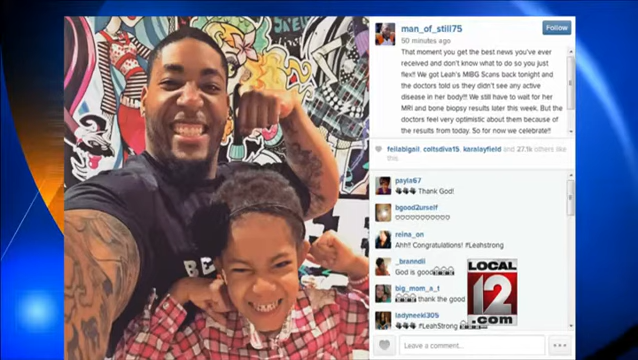 man_of_still75
Follow
50 minutes ago
That moment you get the best news you've ever
received and don't know what to do so you just
flex!! We got Leah's MIBG Scans back tonight and
the doctors told us they didn't see any active
disease in her body!! We still have to wait for her
MRI and bone biopsy results later this week. But the
doctors feel very optimistic about them because of
the results from today. So for now we celebrate!!
feliabigail, coltsdiva15, karalayfield and 27.1k others like
this.
payla67
Thank God!
bgood2urself
reina_on
Ahh!! Congratulations! #Leahstrong
_branndii
God is good
big_mom_a_t
thank the good
ladyneeki305
#LeahStrong
Leave a comment...
LOCAL
12
.com